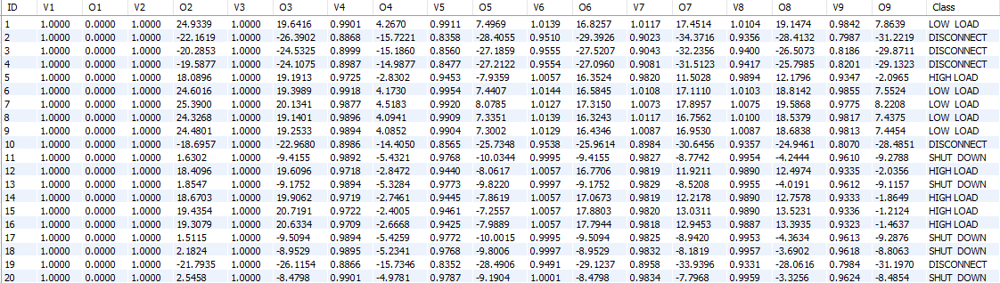 ID V1 O1 V2 O2 V3 O3 V4 O4 V5 O5 V6 O6 V7 O7 V8 O8 V9 O9 Class
1 1.0000 0.0000 1.0000 24.9339 1.0000 19.6416 0.9901 4.2670 0.9911 7.4969 1.0139 16.8257 1.0117 17.4514 1.0104 19.1474 0.9842 7.8639 LOW LOAD
2 1.0000 0.0000 1.0000 -22.1619 1.0000 -26.3902 0.8868 -15.7221 0.8358 -28.4055 0.9510 -29.3926 0.9023 -34.3716 0.9356 -28.4132 0.7987 -31.2219 DISCONNECT
3 1.0000 0.0000 1.0000 -20.2853 1.0000 -24.5325 0.8999 -15.1860 0.8560 -27.1859 0.9555 -27.5207 0.9043 -32.2356 0.9400 -26.5073 0.8186 -29.8711 DISCONNECT
4 1.0000 0.0000 1.0000 -19.5877 1.0000 -24.1075 0.8987 -14.9877 0.8477 -27.2122 0.9554 -27.0960 0.9081 -31.5123 0.9417 -25.7985 0.8201 -29.1323 DISCONNECT
5 1.0000 0.0000 1.0000 18.0896 1.0000 19.1913 0.9725 -2.8302 0.9453 -7.9359 1.0057 16.3524 0.9820 11.5028 0.9894 12.1796 0.9347 -2.0965 HIGH LOAD
6 1.0000 0.0000 1.0000 24.6016 1.0000 19.3989 0.9918 4.1730 0.9954 7.4407 1.0144 16.5845 1.0108 17.1110 1.0103 18.8142 0.9855 7.5524 LOW LOAD
7 1.0000 0.0000 1.0000 25.3900 1.0000 20.1341 0.9877 4.5183 0.9920 8.0785 1.0127 17.3150 1.0073 17.8957 1.0075 19.5868 0.9775 8.2208 LOW LOAD
8 1.0000 0.0000 1.0000 24.3268 1.0000 19.1401 0.9896 4.0941 0.9909 7.3351 1.0139 16.3243 1.0117 16.7562 1.0100 18.5379 0.9817 7.4375 LOW LOAD
9 1.0000 0.0000 1.0000 24.4801 1.0000 19.2533 0.9894 4.0852 0.9904 7.3002 1.0129 16.4346 1.0087 16.9530 1.0087 18.6838 0.9813 7.4454 LOW LOAD
10 1.0000 0.0000 1.0000 -18.6957 1.0000 -22.9680 0.8986 -14.4050 0.8565 -25.7348 0.9538 -25.9614 0.8984 -30.6456 0.9357 -24.9461 0.8070 -28.4851 DISCONNECT
11 1.0000 0.0000 1.0000 1.6302 1.0000 -9.4155 0.9892 -5.4321 0.9768 -10.0344 0.9995 -9.4155 0.9827 -8.7742 0.9954 -4.2444 0.9610 -9.2788 SHUT DOWN
12 1.0000 0.0000 1.0000 18.4096 1.0000 19.6096 0.9718 -2.8472 0.9440 -8.0617 1.0057 16.7706 0.9819 11.9211 0.9890 12.4974 0.9335 -2.0356 HIGH LOAD
13 1.0000 0.0000 1.0000 1.8547 1.0000 -9.1752 0.9894 -5.3284 0.9773 -9.8220 0.9997 -9.1752 0.9829 -8.5208 0.9955 -4.0191 0.9612 -9.1157 SHUT DOWN
14 1.0000 0.0000 1.0000 18.6703 1.0000 19.9062 0.9719 -2.7461 0.9445 -7.8619 1.0057 17.0673 0.9819 12.2178 0.9890 12.7578 0.9333 -1.8649 HIGH LOAD
15 1.0000 0.0000 1.0000 19.4354 1.0000 20.7191 0.9722 -2.4005 0.9461 -7.2557 1.0057 17.8803 0.9820 13.0311 0.9890 13.5231 0.9336 -1.2124 HIGH LOAD
16 1.0000 0.0000 1.0000 19.3079 1.0000 20.6334 0.9709 -2.6668 0.9425 -7.9889 1.0057 17.7944 0.9818 12.9453 0.9887 13.3935 0.9323 -1.4637 HIGH LOAD
17 1.0000 0.0000 1.0000 1.5115 1.0000 -9.5094 0.9894 -5.4259 0.9772 -10.0015 0.9995 -9.5094 0.9825 -8.9420 0.9953 -4.3634 0.9613 -9.2876 SHUT DOWN
18 1.0000 0.0000 1.0000 2.1824 1.0000 -8.9529 0.9895 -5.2341 0.9768 -9.8006 0.9997 -8.9529 0.9832 -8.1819 0.9957 -3.6902 0.9618 -8.8063 SHUT DOWN
19 1.0000 0.0000 1.0000 -21.7935 1.0000 -26.1154 0.8866 -15.7346 0.8352 -28.4906 0.9491 -29.1237 0.8958 -33.9396 0.9331 -28.0616 0.7984 -31.1970 DISCONNECT
20 1.0000 0.0000 1.0000 2.5458 1.0000 -8.4798 0.9901 -4.9781 0.9787 -9.1904 1.0001 -8.4798 0.9834 -7.7968 0.9959 -3.3256 0.9624 -8.4854 SHUT DOWN